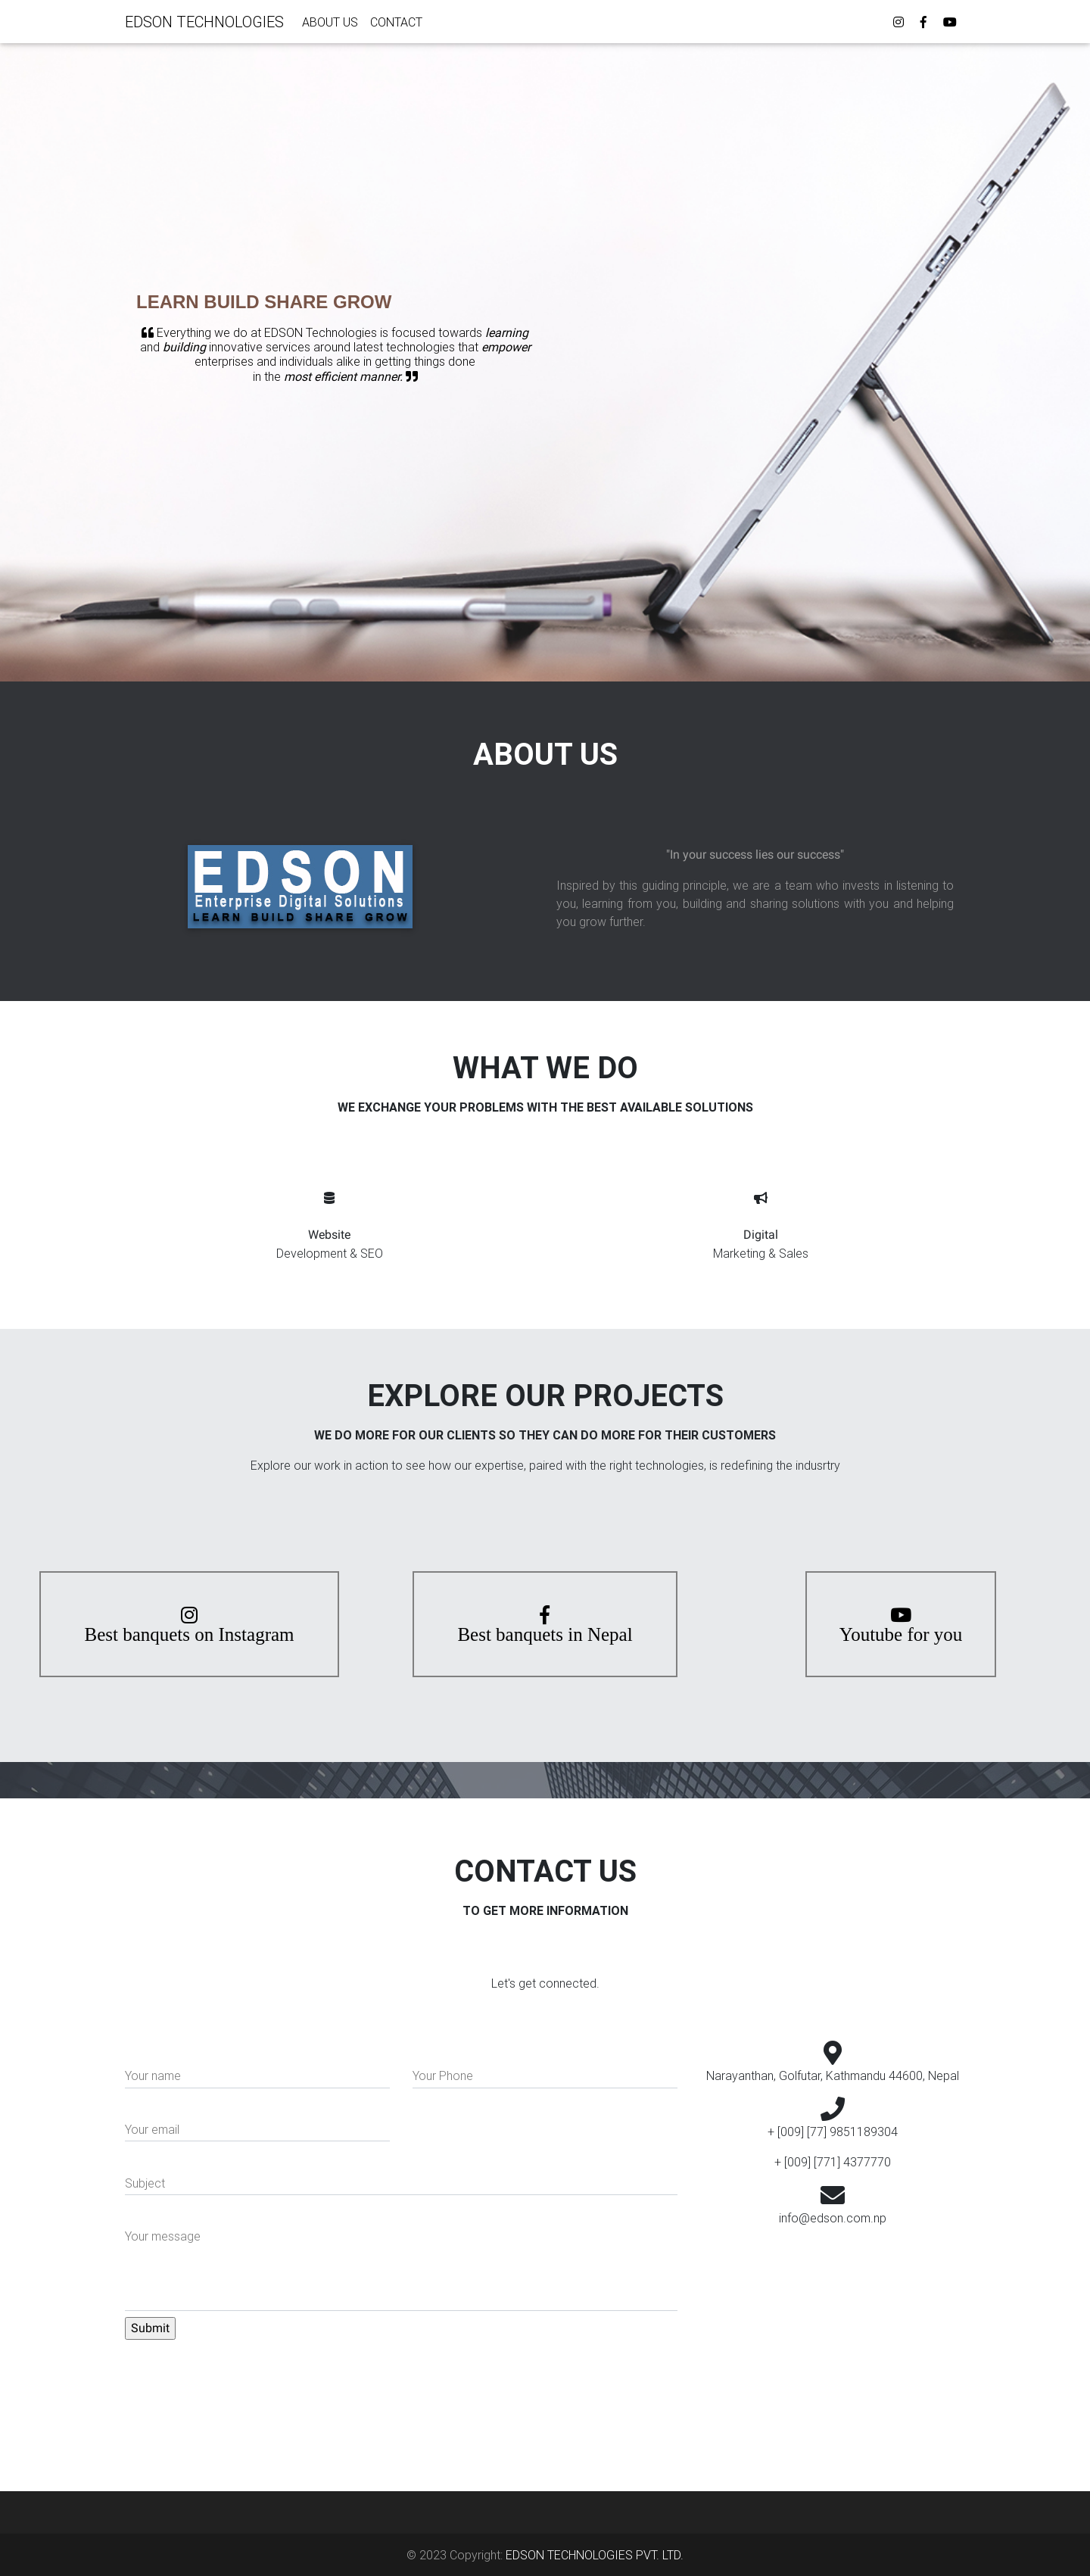 EDSON TECHNOLOGIES ABOUT US CONTACT
LEARN BUILD SHARE GROW
❝ Everything we do at EDSON Technologies is focused towards learning
and building innovative services around latest technologies that empower
enterprises and individuals alike in getting things done
in the most efficient manner. ❞
ABOUT US
EDSON
Enterprise Digital Solutions
LEARN BUILD SHARE GROW
"In your success lies our success"
Inspired by this guiding principle, we are a team who invests in listening to
you, learning from you, building and sharing solutions with you and helping
you grow further.
WHAT WE DO
WE EXCHANGE YOUR PROBLEMS WITH THE BEST AVAILABLE SOLUTIONS
Website
Development & SEO
Digital
Marketing & Sales
EXPLORE OUR PROJECTS
WE DO MORE FOR OUR CLIENTS SO THEY CAN DO MORE FOR THEIR CUSTOMERS
Explore our work in action to see how our expertise, paired with the right technologies, is redefining the indusrtry
Best banquets on Instagram
Best banquets in Nepal
Youtube for you
CONTACT US
TO GET MORE INFORMATION
Let's get connected.
Your name
Your Phone
Your email
Subject
Your message
Submit
Narayanthan, Golfutar, Kathmandu 44600, Nepal
+ [009] [77] 9851189304
+ [009] [771] 4377770
info@edson.com.np
© 2023 Copyright: EDSON TECHNOLOGIES PVT. LTD.